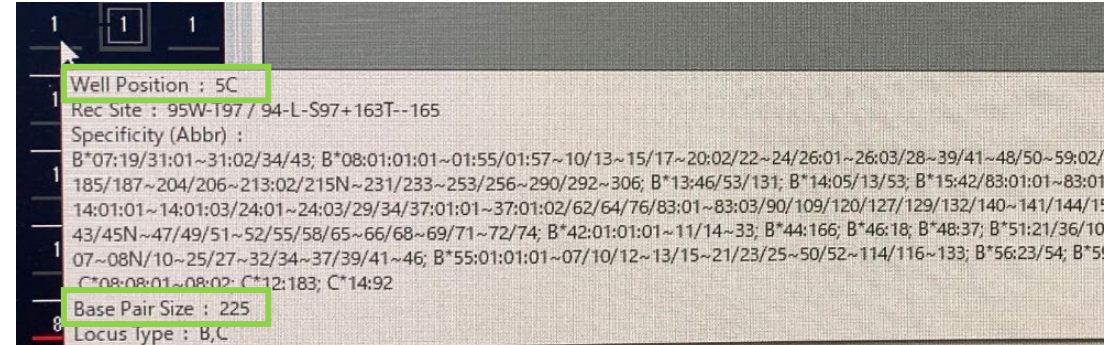 1 1 1
Well Position : 5C
1
Rec Site : 95W-T97 / 94-L-S97+163T--165
Specificity (Abbr) :
B*07:19/31:01~31:02/34/43; B*08:01:01:01~01:55/01:57~10/13~15/17~20:02/22~24/26:01~26:03/28~39/41~48/50~59:02/
1
185/187~204/206~213:02/215N~231/233~253/256~290/292~306; B*13:46/53/131; B*14:05/13/53; B*15:42/83:01:01~83:01
14:01:01~14:01:03/24:01~24:03/29/34/37:01:01~37:01:02/62/64/76/83:01~83:03/90/109/120/127/129/132/140~141/144/15
1
43/45N~47/49/51~52/55/58/65~66/68~69/71~72/74; B*42:01:01:01~11/14~33; B*44:166; B*46:18; B*48:37; B*51:21/36/10
07~08N/10~25/27~32/34~37/39/41~46; B*55:01:01:01~07/10/12~13/15~21/23/25~50/52~114/116~133; B*56:23/54; B*59
C*08:08:01~08:02; C*12:183; C*14:92
Base Pair Size : 225
8
Locus Type : B,C